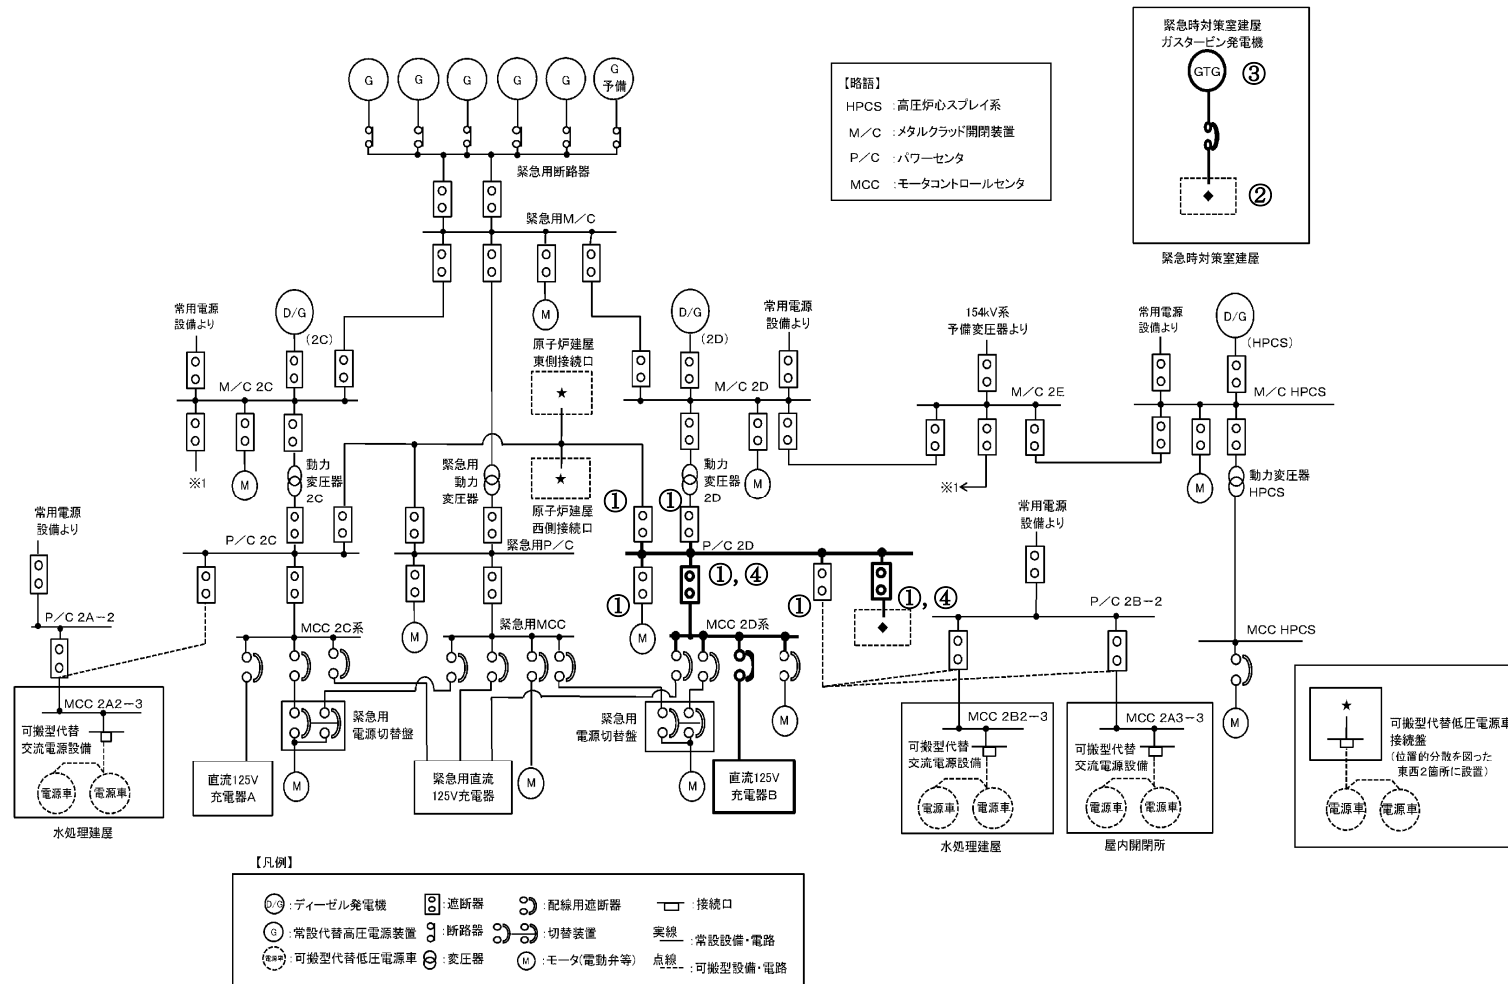 緊急時対策室建屋
ガスタービン発電機
GTG
③
②
緊急時対策室建屋
【略語】
HPCS :高圧炉心スプレイ系
M/C :メタルクラッド開閉装置
P/C :パワーセンタ
MCC :モータコントロールセンタ
G
G
G
G
G
G
予備
緊急用断路器
緊急用M/C
常用電源
設備より
D/G
(2C)
M
原子炉建屋
東側接続口
★
D/G
(2D)
常用電源
設備より
154kV系
予備変圧器より
常用電源
設備より
D/G
(HPCS)
M/C 2C
M/C 2D
M/C 2E
M/C HPCS
※1
M
動力
変圧器
2C
緊急用
動力
変圧器
★
原子炉建屋
西側接続口
動力
変圧器
2D
M
※1
M
動力変圧器
HPCS
常用電源
設備より
①
①
常用電源
設備より
P/C 2C
緊急用P/C
P/C 2D
①
①,④
①
①,④
P/C 2A-2
P/C 2B-2
MCC 2C系
M
緊急用MCC
M
MCC 2D系
MCC HPCS
MCC 2A2-3
可搬型代替
交流電源設備
電源車
電源車
水処理建屋
緊急用
電源切替盤
緊急用
電源切替盤
M
M
直流125V
充電器A
M
緊急用直流
125V充電器
M
M
直流125V
充電器B
MCC 2B2-3
可搬型代替
交流電源設備
電源車
電源車
水処理建屋
MCC 2A3-3
可搬型代替
交流電源設備
電源車
電源車
屋内開閉所
★
可搬型代替低圧電源車
接続盤
(位置的分散を図った
東西2箇所に設置)
電源車
電源車
【凡例】
D/G :ディーゼル発電機
:遮断器
:配線用遮断器
:接続口
G :常設代替高圧電源装置
:断路器
:切替装置
実線
:常設設備・電路
電源車 :可搬型代替低圧電源車
:変圧器
M :モータ(電動弁等)
点線
:可搬型設備・電路